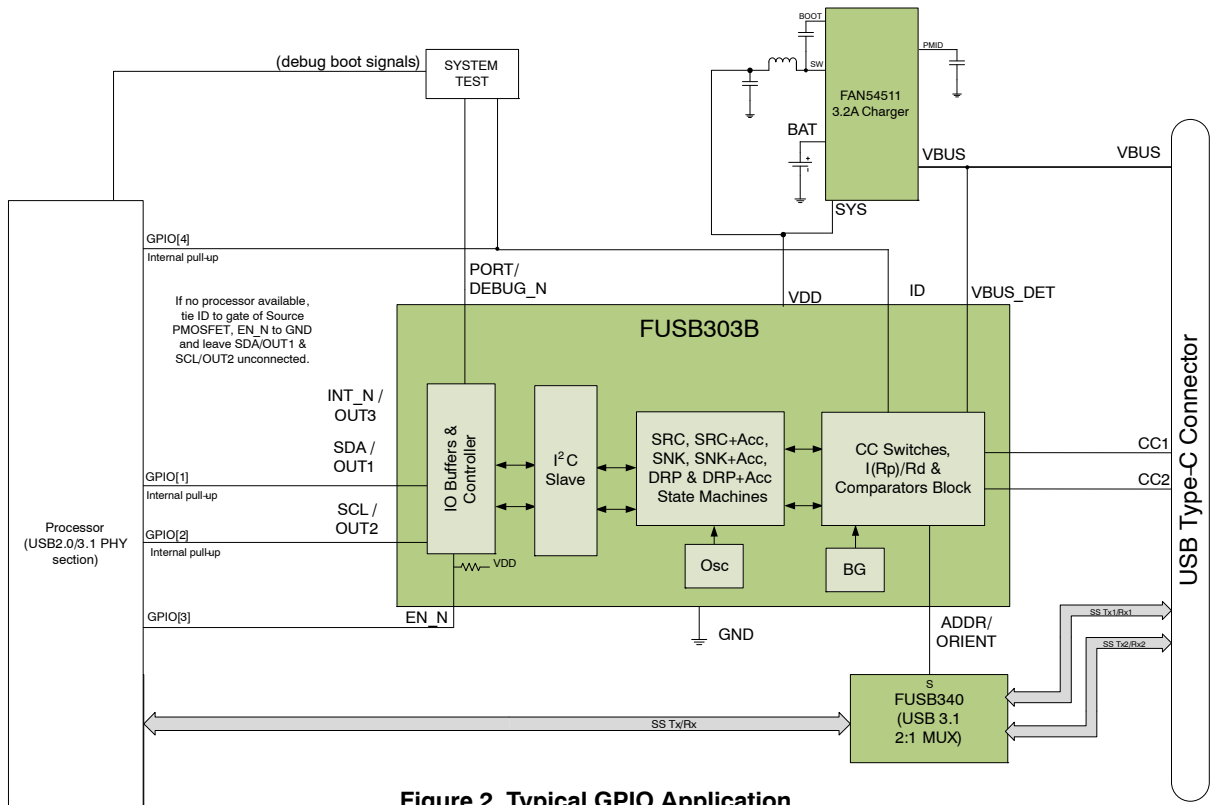 BOOT
PMID
(debug boot signals)
SYSTEM
TEST
SW
FAN54511
3.2A Charger
BAT
+
-
VBUS
VBUS
SYS
GPIO[4]
Internal pull-up
PORT/
DEBUG_N
VDD
ID
VBUS_DET
If no processor available,
tie ID to gate of Source
PMOSFET, EN_N to GND
and leave SDA/OUT1 &
SCL/OUT2 unconnected.
FUSB303B
INT_N /
OUT3
SDA /
OUT1
GPIO[1]
Internal pull-up
SCL /
OUT2
GPIO[2]
Internal pull-up
Processor
(USB2.0/3.1 PHY
section)
IO Buffers &
Controller
I2C
Slave
SRC, SRC+Acc,
SNK, SNK+Acc,
DRP & DRP+Acc
State Machines
CC Switches,
I(Rp)/Rd &
Comparators Block
CC1
CC2
USB Type-C Connector
VDD
Osc
BG
GPIO[3]
EN_N
GND
ADDR/
ORIENT
SS Tx1/Rx1
SS Tx2/Rx2
S
FUSB340
(USB 3.1
2:1 MUX)
SS Tx/Rx
Figure 2. Typical GPIO Application